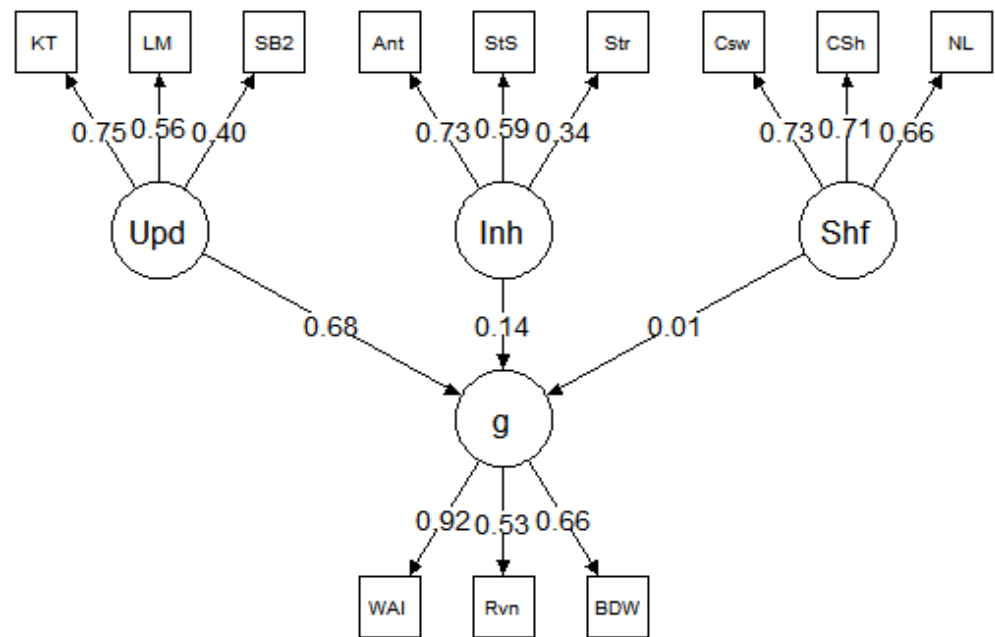 KT LM SB2 Ant StS Str Csw CSh NL
0.75 0.56 0.40 0.73 0.59 0.34 0.73 0.71 0.66
Upd Inh Shf
0.68 0.14 0.01
g
0.92 0.53 0.66
WAI Rvn BDW